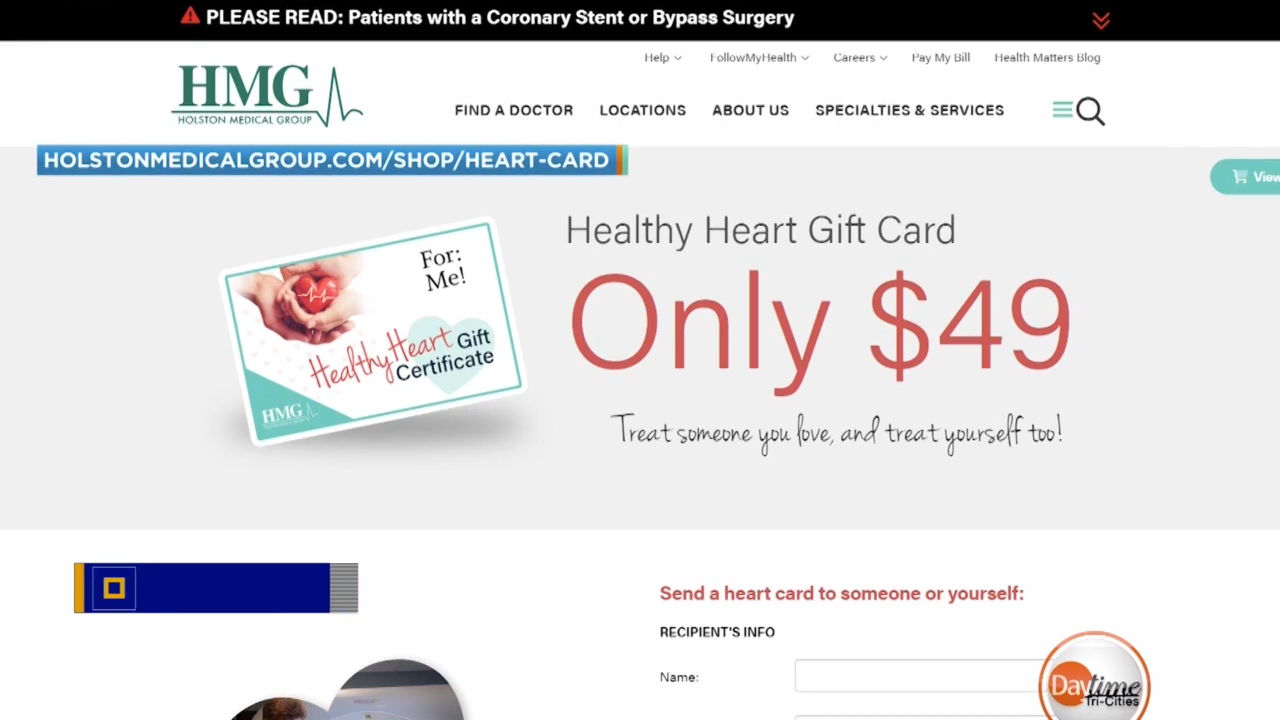 PLEASE READ: Patients with a Coronary Stent or Bypass Surgery
Help
FollowMyHealth
Careers
Pay My Bill
Health Matters Blog
HMG
HOLSTON MEDICAL GROUP
FIND A DOCTOR
LOCATIONS
ABOUT US
SPECIALTIES & SERVICES
HOLSTONMEDICALGROUP.COM/SHOP/HEART-CARD
View
For:
Me!
Healthy Heart Gift
Certificate
HMG
Healthy Heart Gift Card
Only $49
Treat someone you love, and treat yourself too!
Send a heart card to someone or yourself:
RECIPIENT'S INFO
Name:
Daytime
Tri-Cities